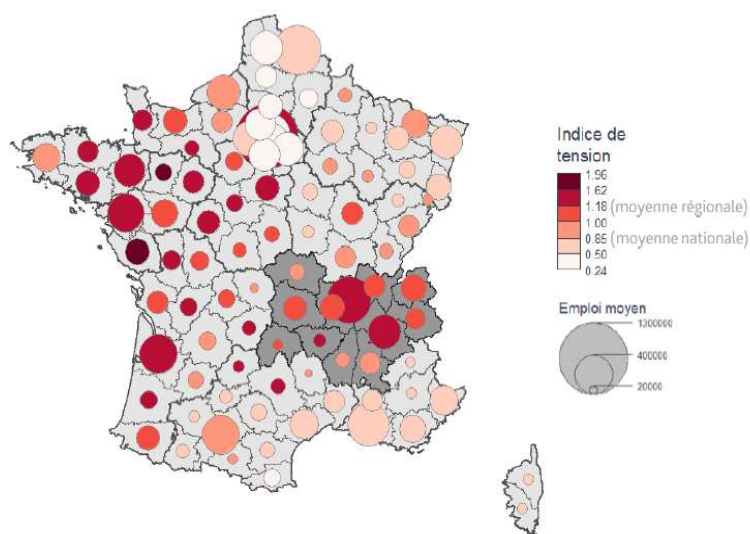 Indice de
tension
1.96
1.62
1.18 (moyenne régionale)
1.00
0.85 (moyenne nationale)
0.50
0.24
Emploi moyen
1300000
400000
20000